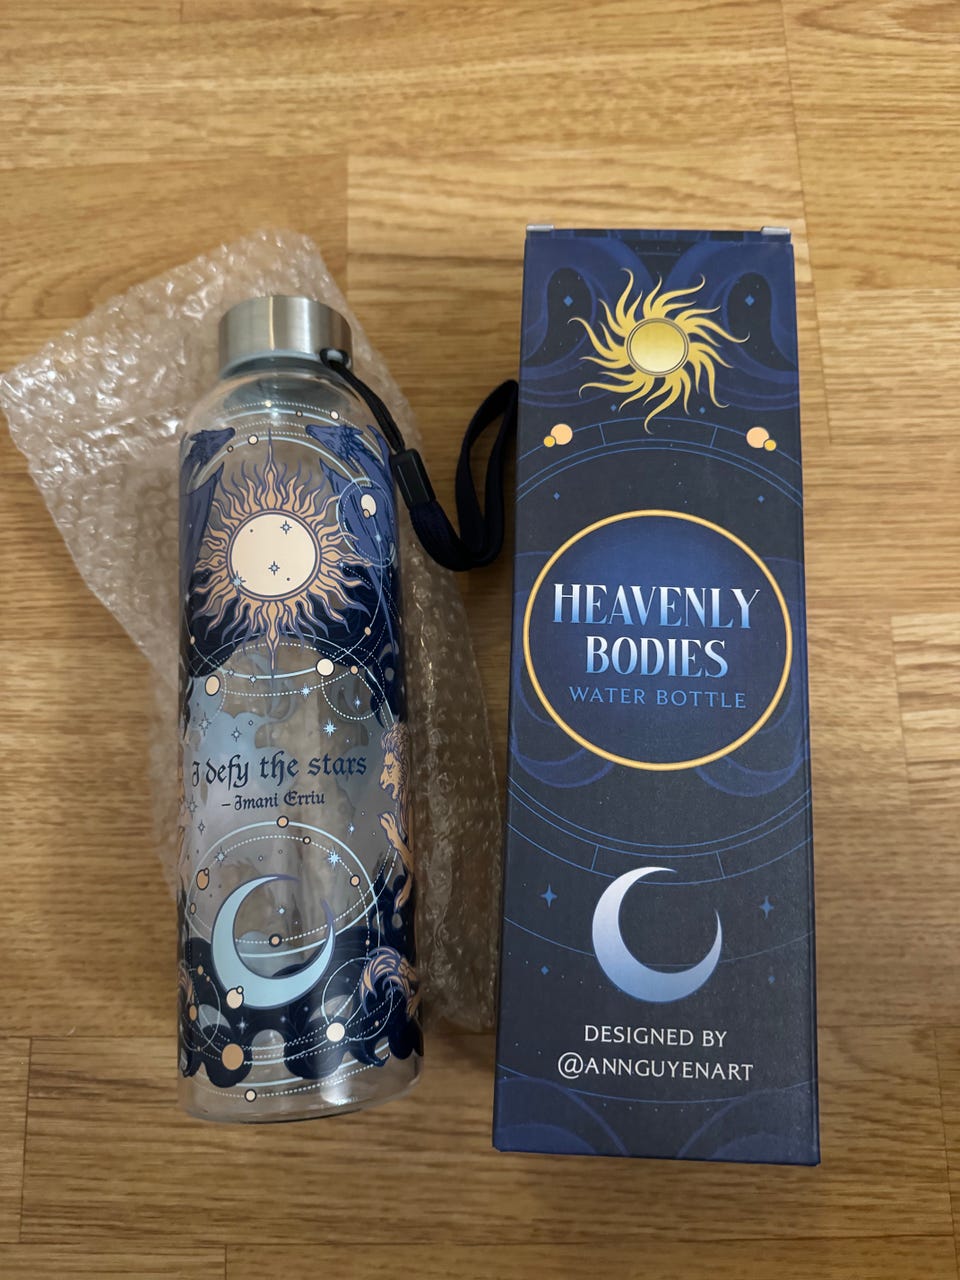 I defy the stars
– Imani Erriu
HEAVENLY
BODIES
WATER BOTTLE
DESIGNED BY
@ANNGUYENART